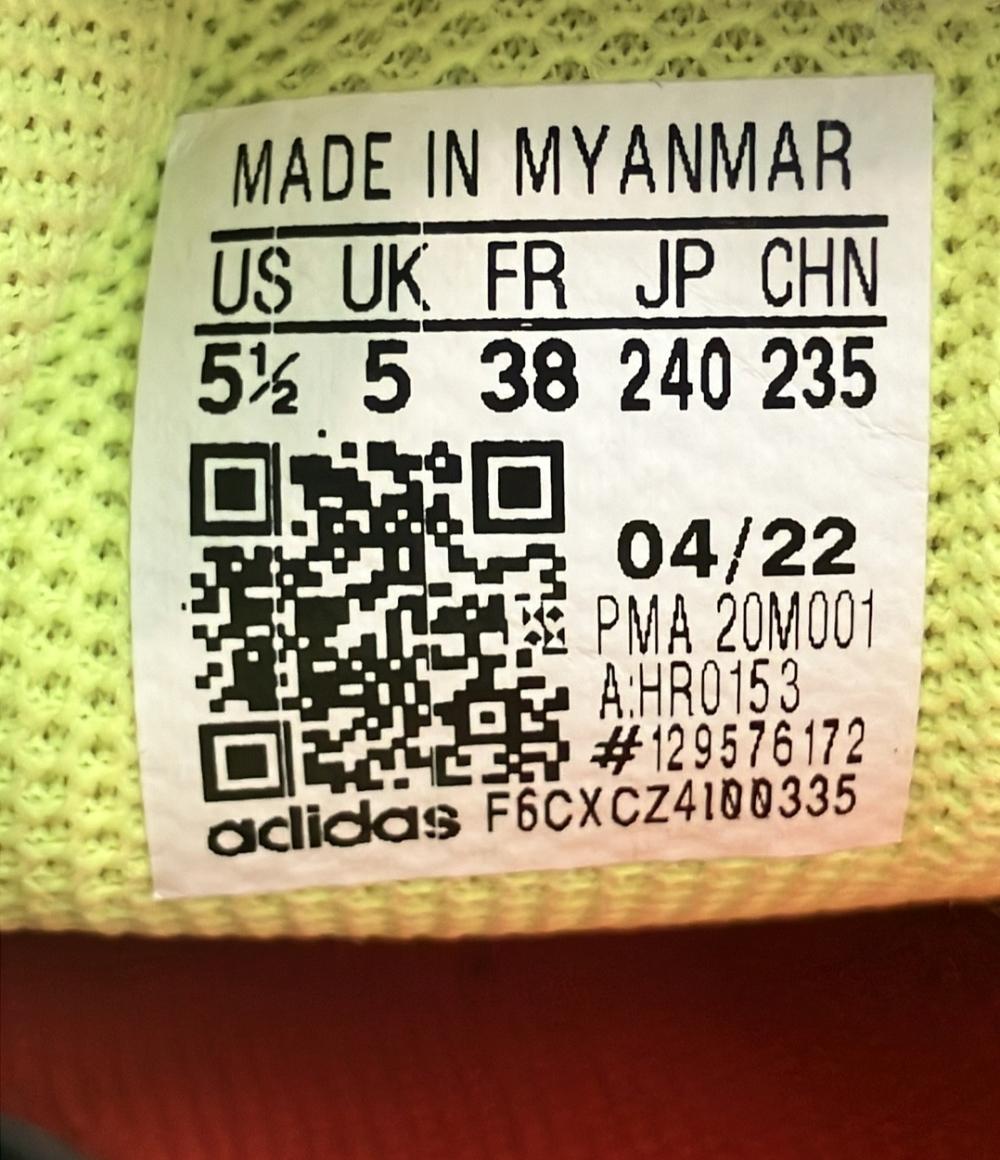 MADE IN MYANMAR
US UK FR JP CHN
5½ 5 38 240 235
04/22
PMA 20M001
A:HR0153
#129576172
adidas F6CXCZ4100335